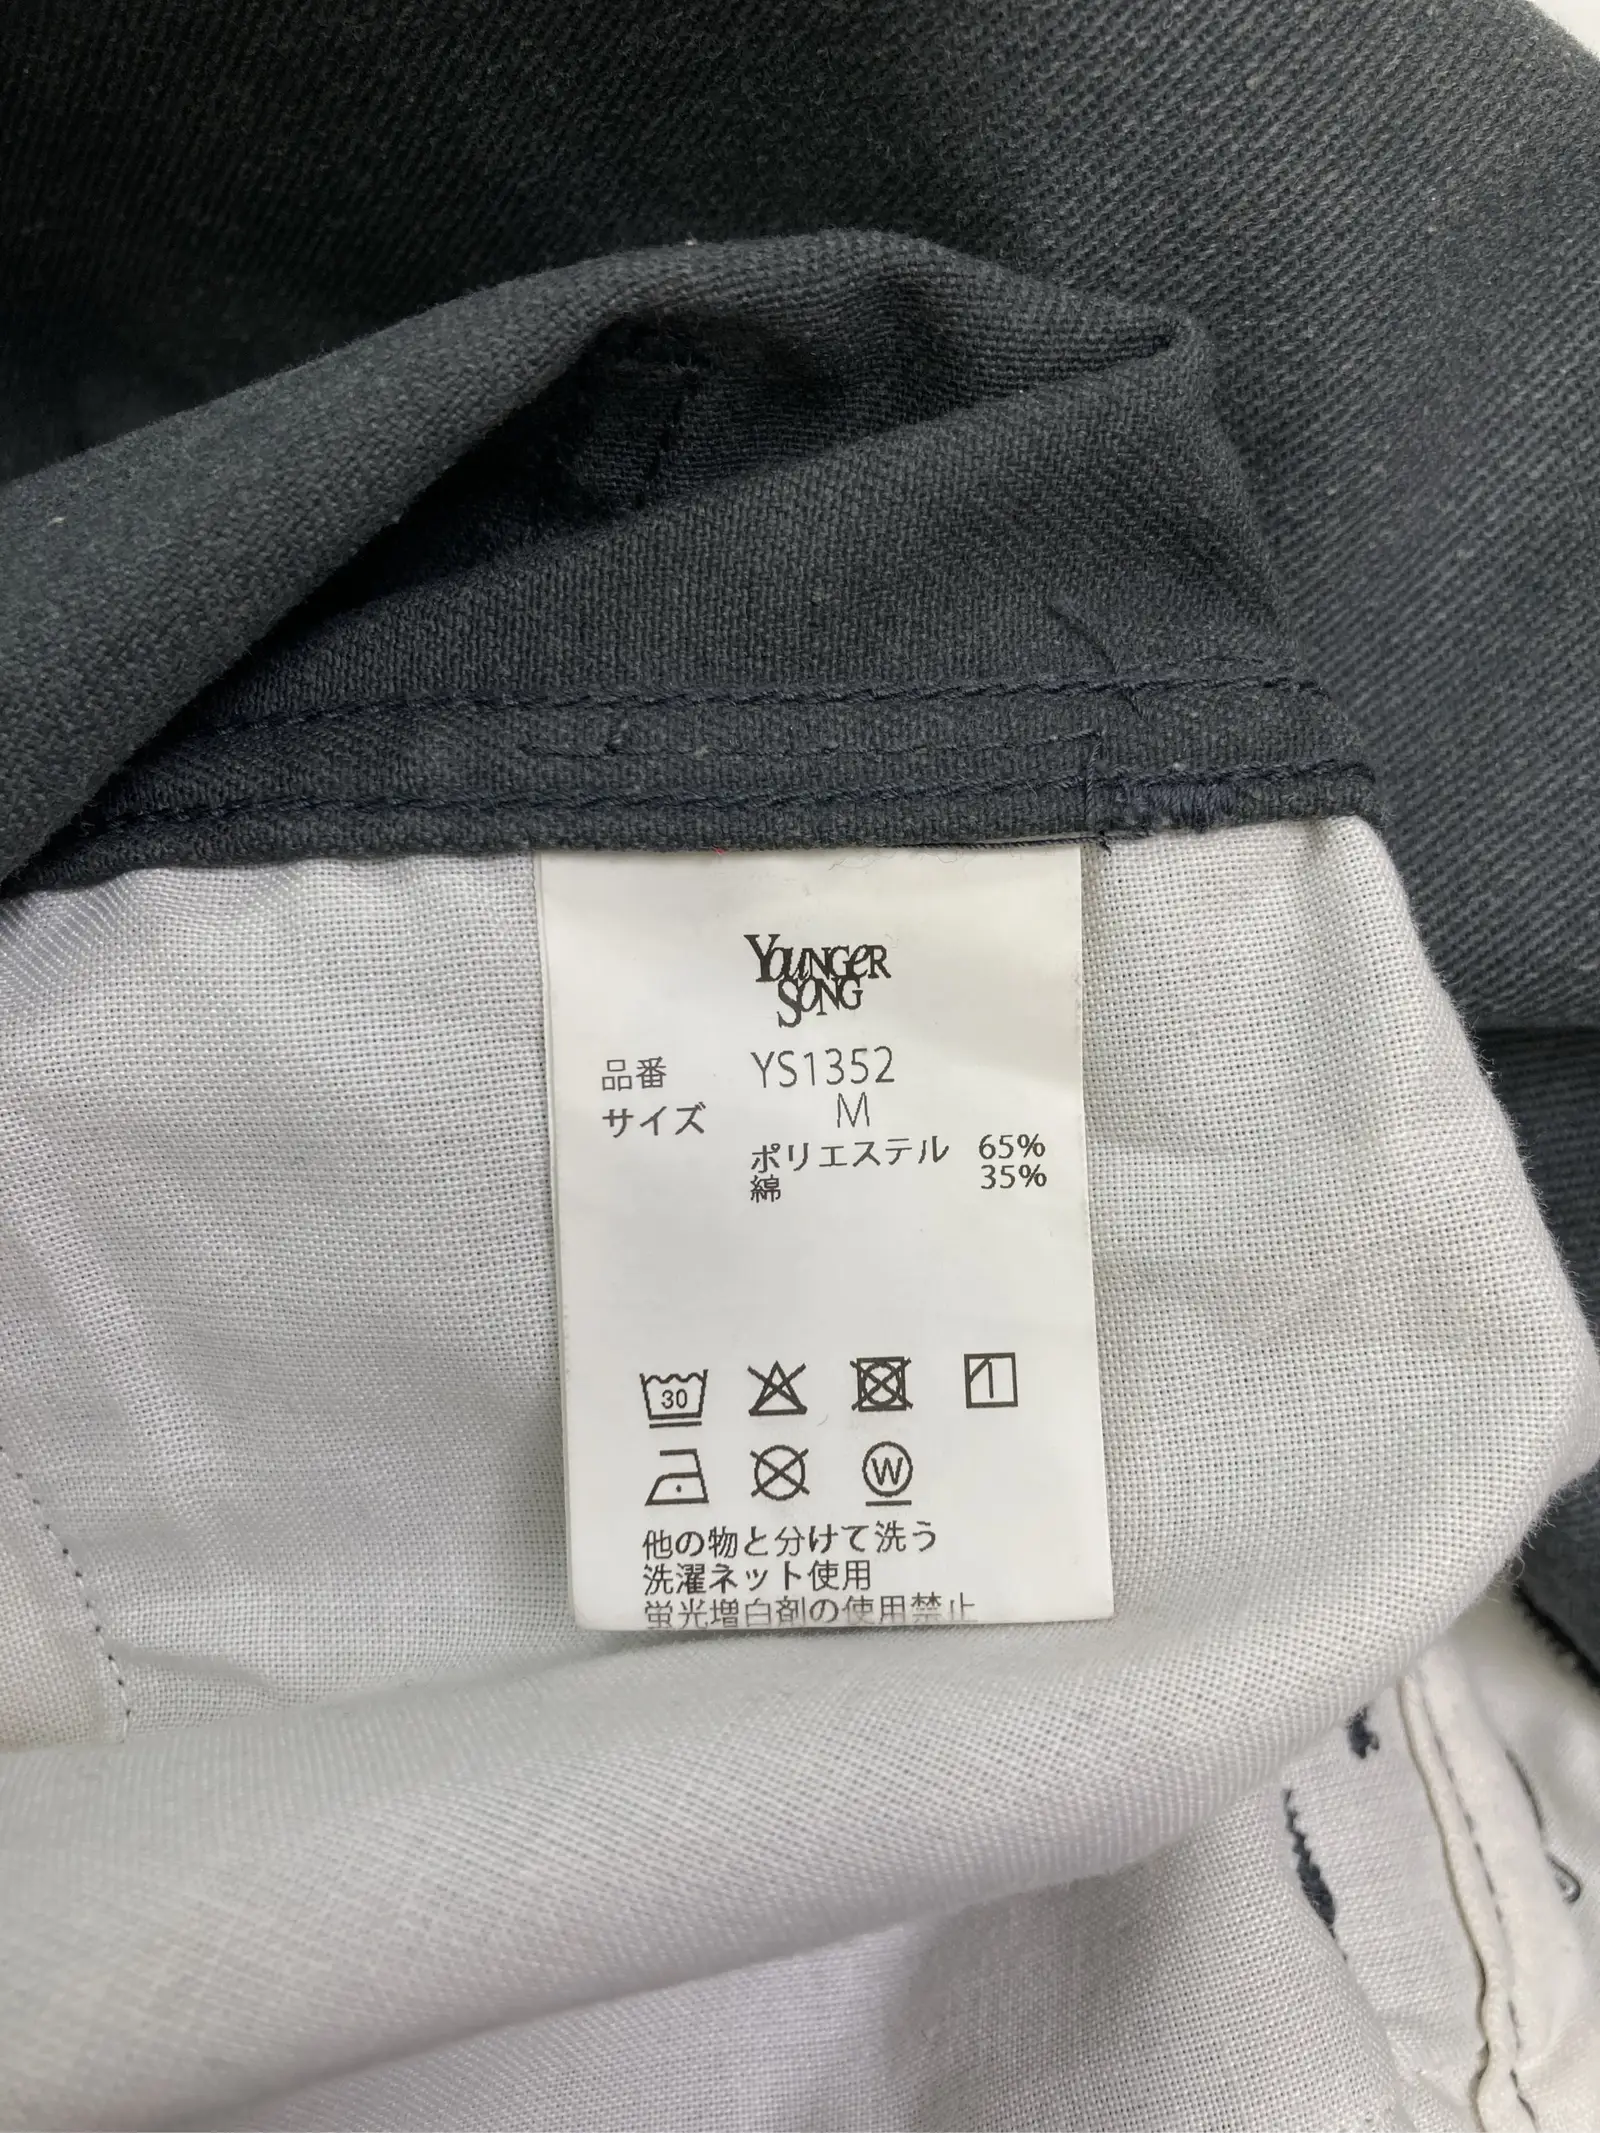 YOUNGER
SONG
品番 YS1352
サイズ M
ポリエステル 65%
綿 35%
30
W
他の物と分けて洗う
洗濯ネット使用
蛍光増白剤の使用禁止